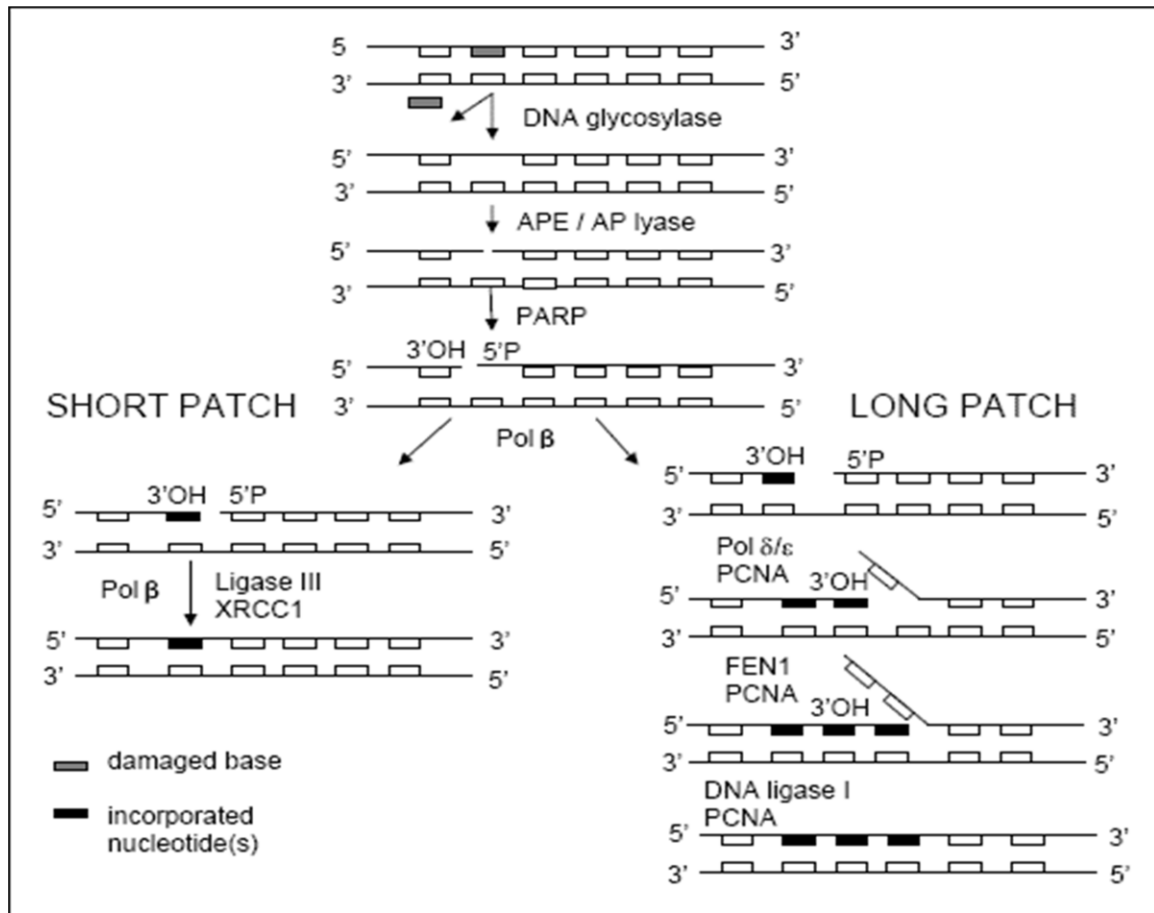 5 3’
3’ 5’
DNA glycosylase
5’ 3’
3’ 5’
APE / AP lyase
5’ 3’
3’ 5’
PARP
3’OH 5’P
5’ 3’
3’ 5’
SHORT PATCH
LONG PATCH
Pol β
3’OH 5’P
5’ 3’
3’ 5’
Pol β
Ligase III
XRCC1
5’ 3’
3’ 5’
damaged base
incorporated
nucleotide(s)
3’OH 5’P
5’ 3’
3’ 5’
Pol δ/ε
PCNA
3’OH
5’ 3’
3’ 5’
FEN1
PCNA
3’OH
5’ 3’
3’ 5’
DNA ligase I
PCNA
5’ 3’
3’ 5’